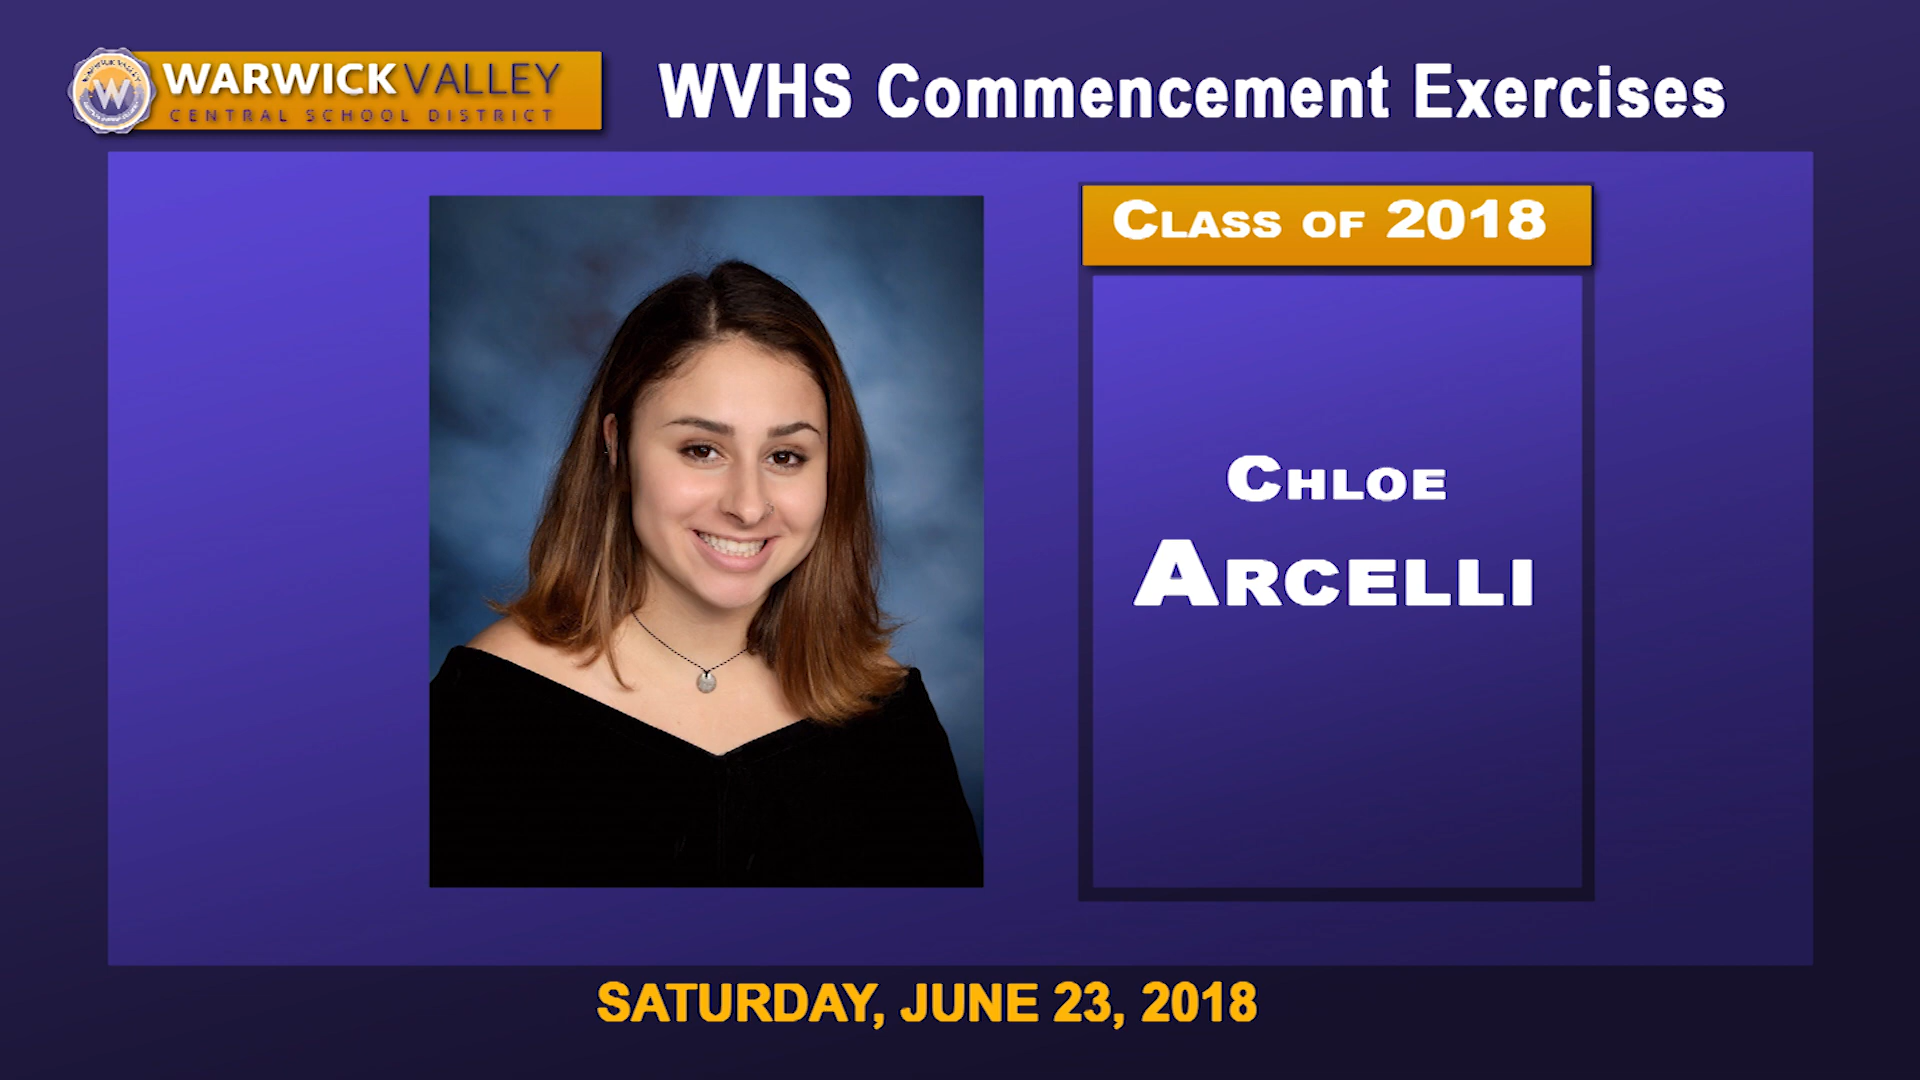 WARWICK VALLEY
CENTRAL SCHOOL DISTRICT
W
WVHS Commencement Exercises
CLASS OF 2018
CHLOE
ARCELLI
SATURDAY, JUNE 23, 2018